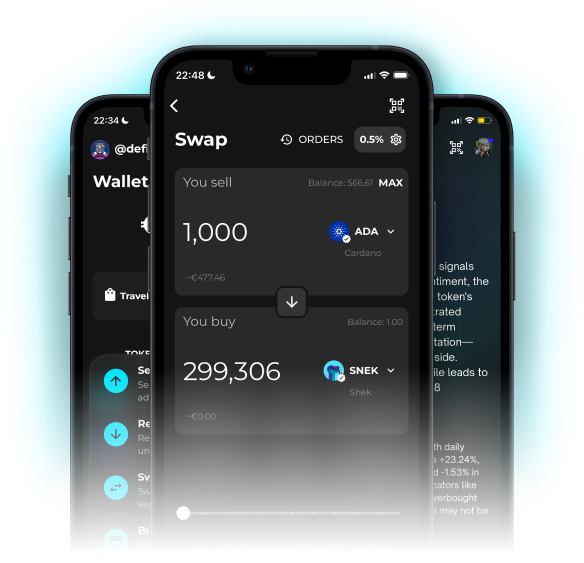 22:48
Swap
ORDERS
0.5%
You sell
Balance: 566.61 MAX
1,000
ADA
Cardano
~€477.46
You buy
Balance: 1.00
299,306
SNEK
Snek
~€0.00
22:34
@defi
Wallet
€
Travel
TOKE
Se
Se
ad
Re
Re
un
Sw
Sw
Bu
signals
ntiment, the
token's
trated
term
tation—
side.
ile leads to
8
th daily
+23.24%,
d -1.53% in
cators like
verbought
s may not be